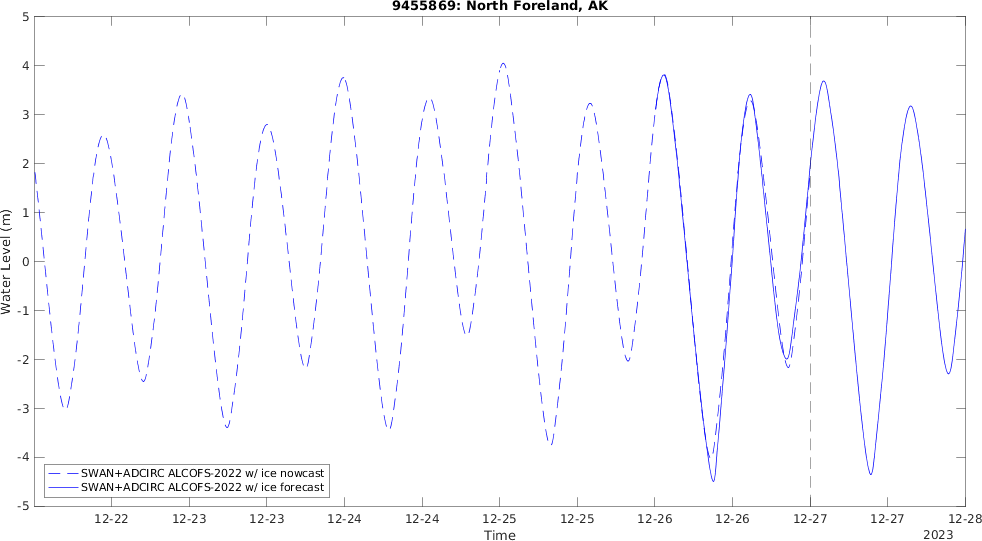 9455869: North Foreland, AK
5
4
3
2
1
0
-1
-2
-3
-4
-5
Water Level (m)
SWAN+ADCIRC ALCOFS-2022 w/ ice nowcast
SWAN+ADCIRC ALCOFS-2022 w/ ice forecast
12-22 12-23 12-23 12-24 12-24 12-25 12-25 12-26 12-26 12-27 12-27 12-28
Time
2023